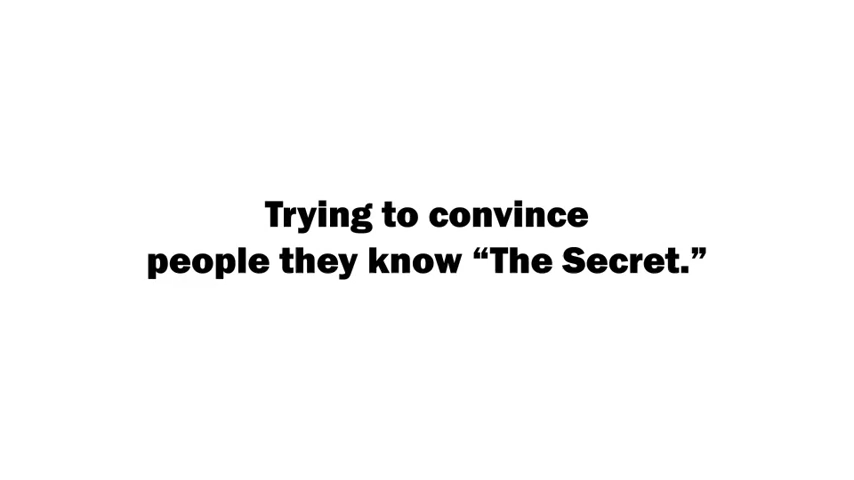 Trying to convince
people they know “The Secret.”